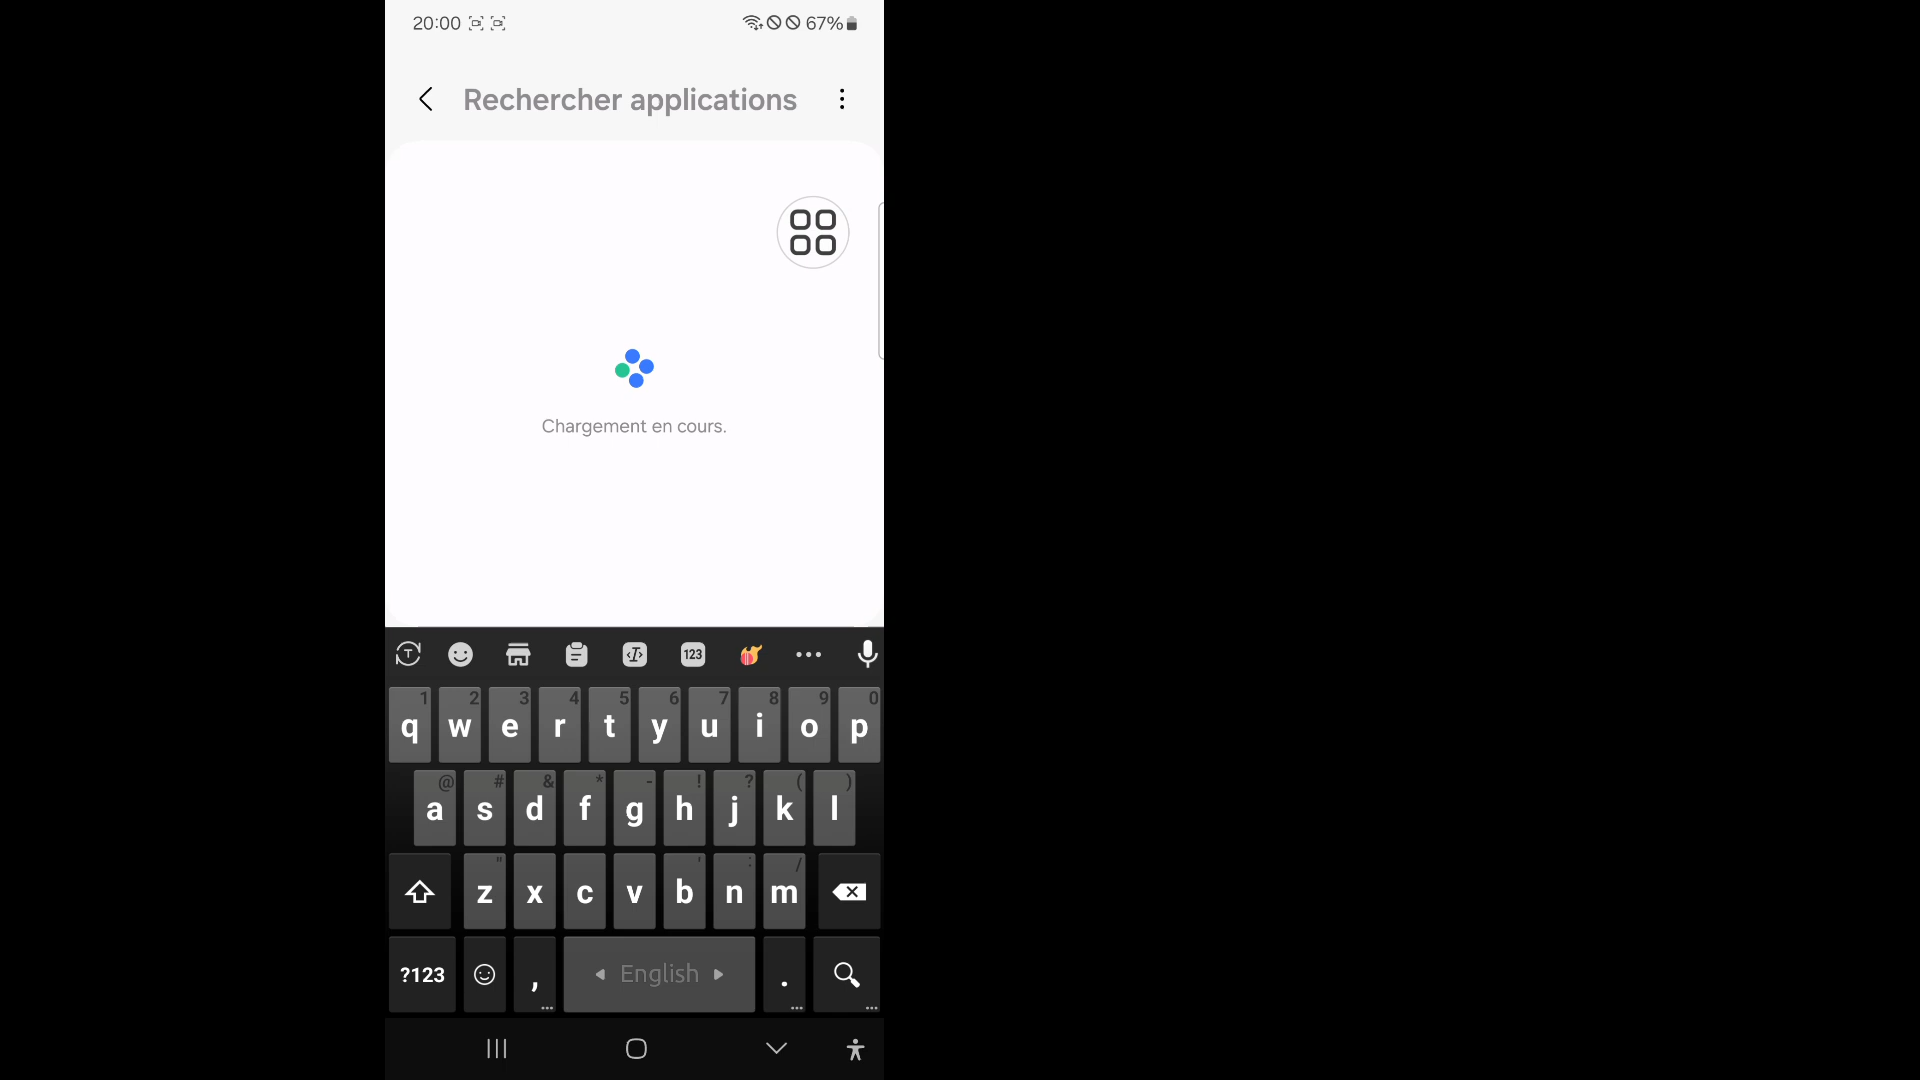 20:00 67%
Rechercher applications
Chargement en cours.
T I 123
1 2 3 4 5 6 7 8 9 0
q w e r t y u i o p
@ # & * - ! ? ( )
a s d f g h j k l
" ' : /
z x c v b n m
?123 , English .